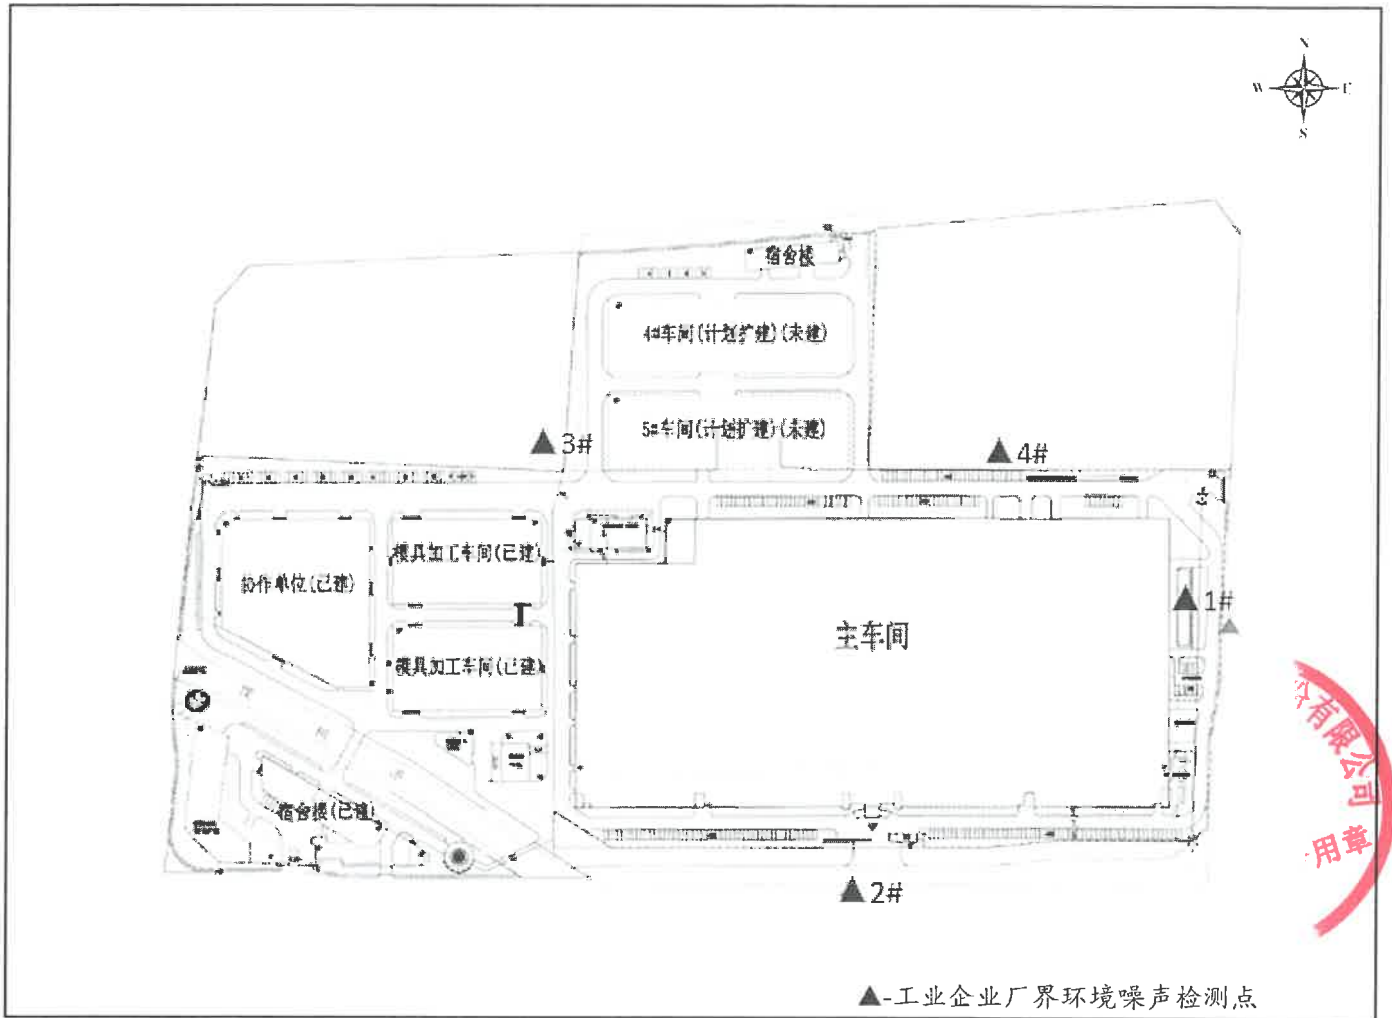 N
W
E
S
宿舍楼
4#车间(计划扩建)(未建)
5#车间(计划扩建)(未建)
3#
4#
模具加工车间(已建)
协作单位(已建)
1#
主车间
模具加工车间(已建)
宿舍楼(已建)
2#
有限公司
用章
▲-工业企业厂界环境噪声检测点